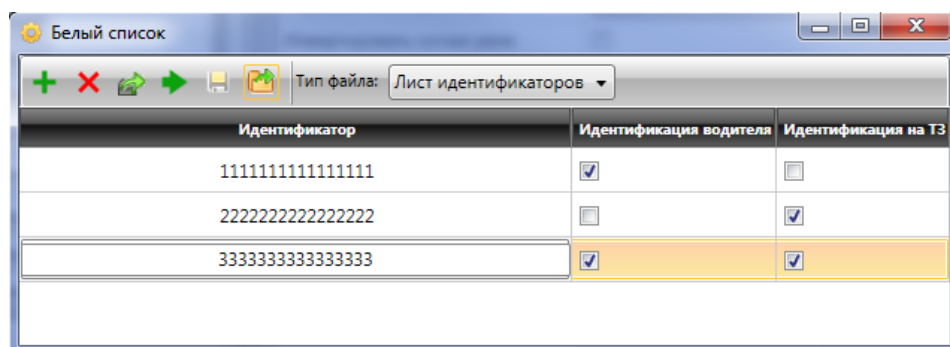 Белый список
Тип файла: Лист идентификаторов
Идентификатор Идентификация водителя Идентификация на ТЗ
1111111111111111
2222222222222222
3333333333333333